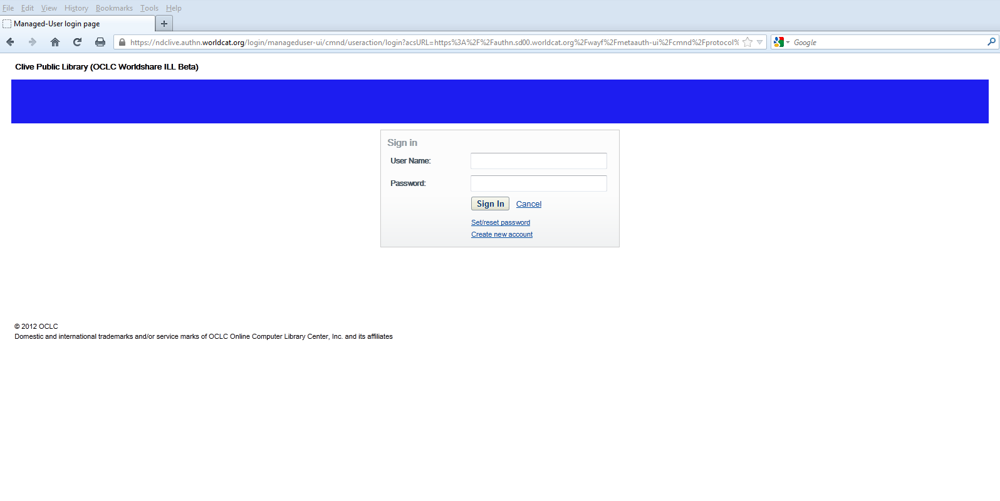 File Edit View History Bookmarks Tools Help
Managed-User login page
https://ndclive.authn.worldcat.org/login/manageduser-ui/cmnd/useraction/login?acsURL=https%3A%2F%2Fauthn.sd00.worldcat.org%2Fwayf%2Fmetaauth-ui%2Fcmnd%2Fprotocol%
Google
Clive Public Library (OCLC Worldshare ILL Beta)
Sign in
User Name:
Password:
Sign In Cancel
Set/reset password
Create new account
© 2012 OCLC
Domestic and international trademarks and/or service marks of OCLC Online Computer Library Center, Inc. and its affiliates